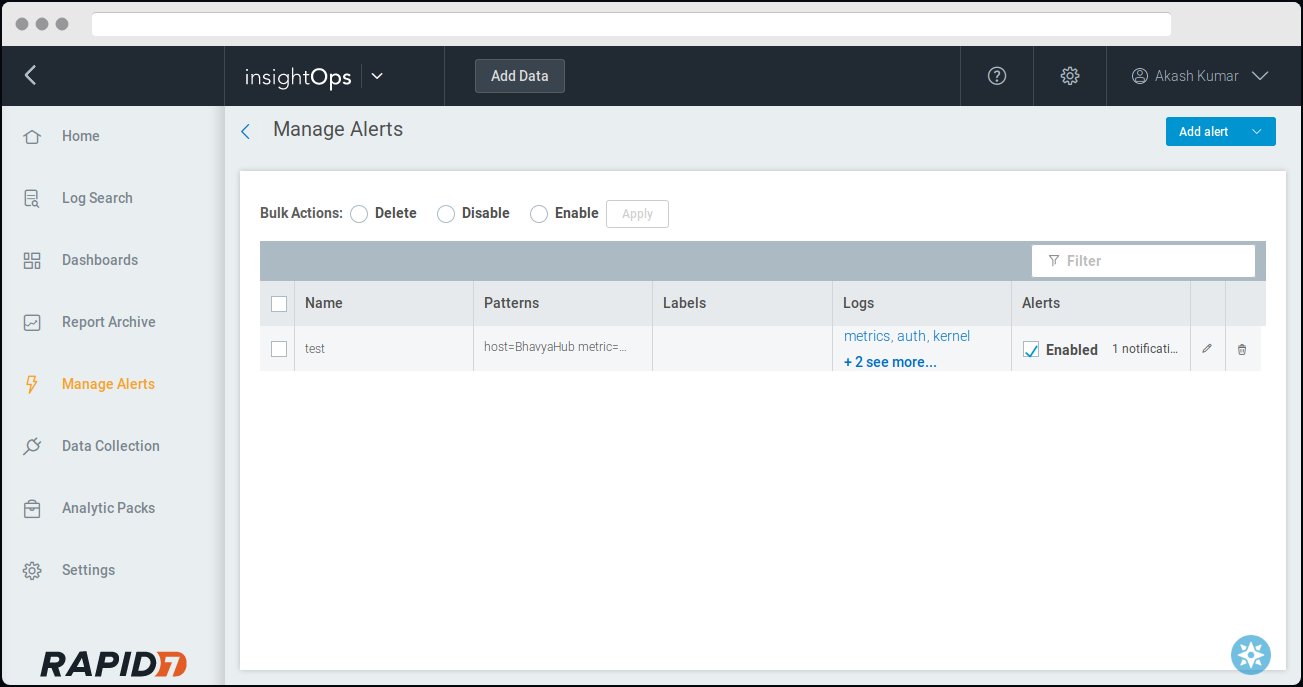 insightOps
Add Data
Akash Kumar
Home
Log Search
Dashboards
Report Archive
Manage Alerts
Data Collection
Analytic Packs
Settings
RAPID7
Manage Alerts
Add alert
Bulk Actions: Delete Disable Enable Apply
Filter
Name Patterns Labels Logs Alerts
test host=BhavyaHub metric=... metrics, auth, kernel Enabled 1 notificati...
+ 2 see more...